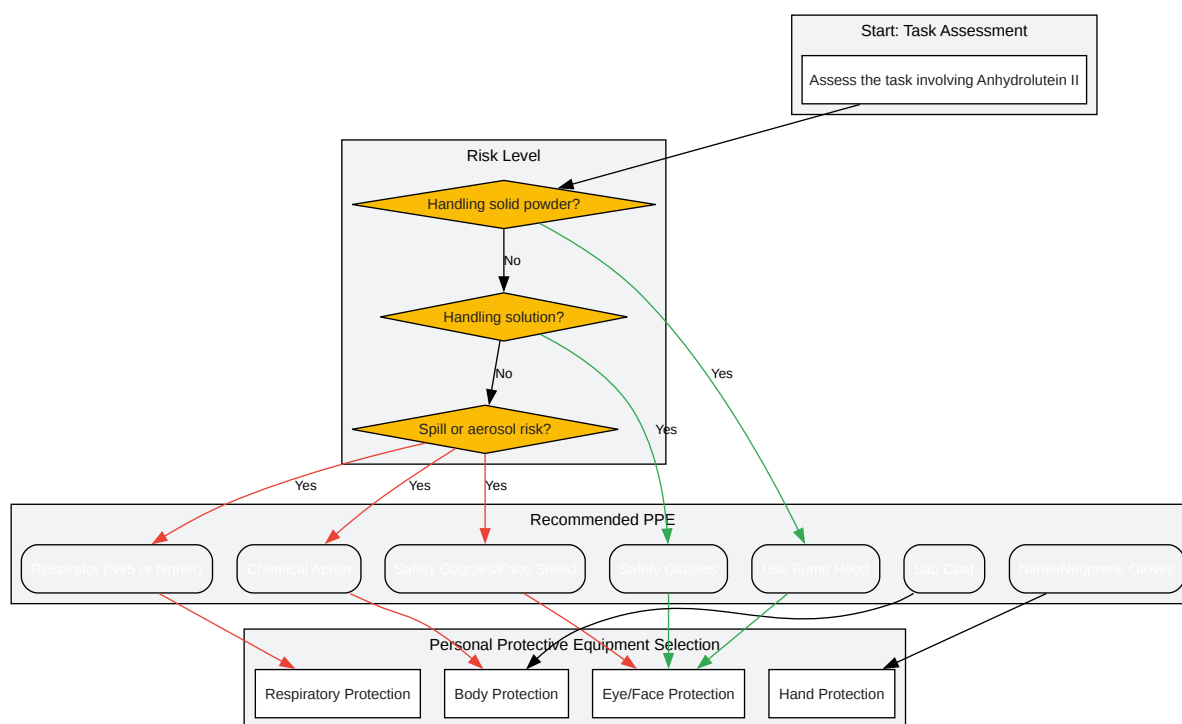 Start: Task Assessment
Assess the task involving Anhydrolutein II
Risk Level
Handling solid powder?
No
Handling solution?
No
Yes
Spill or aerosol risk?
Yes
Yes
Yes
Yes
Recommended PPE
Respirator (N95 or higher)
Chemical Apron
Safety Goggles/Face Shield
Safety Glasses
Use Fume Hood
Lab Coat
Nitrile/Neoprene Gloves
Personal Protective Equipment Selection
Respiratory Protection
Body Protection
Eye/Face Protection
Hand Protection